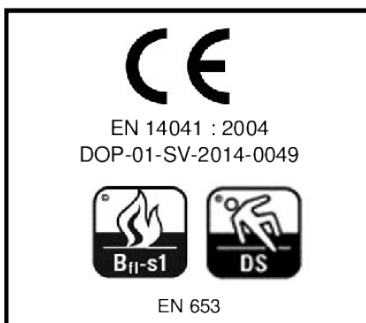 CE
EN 14041 : 2004
DOP-01-SV-2014-0049
Bfl-s1 DS
EN 653